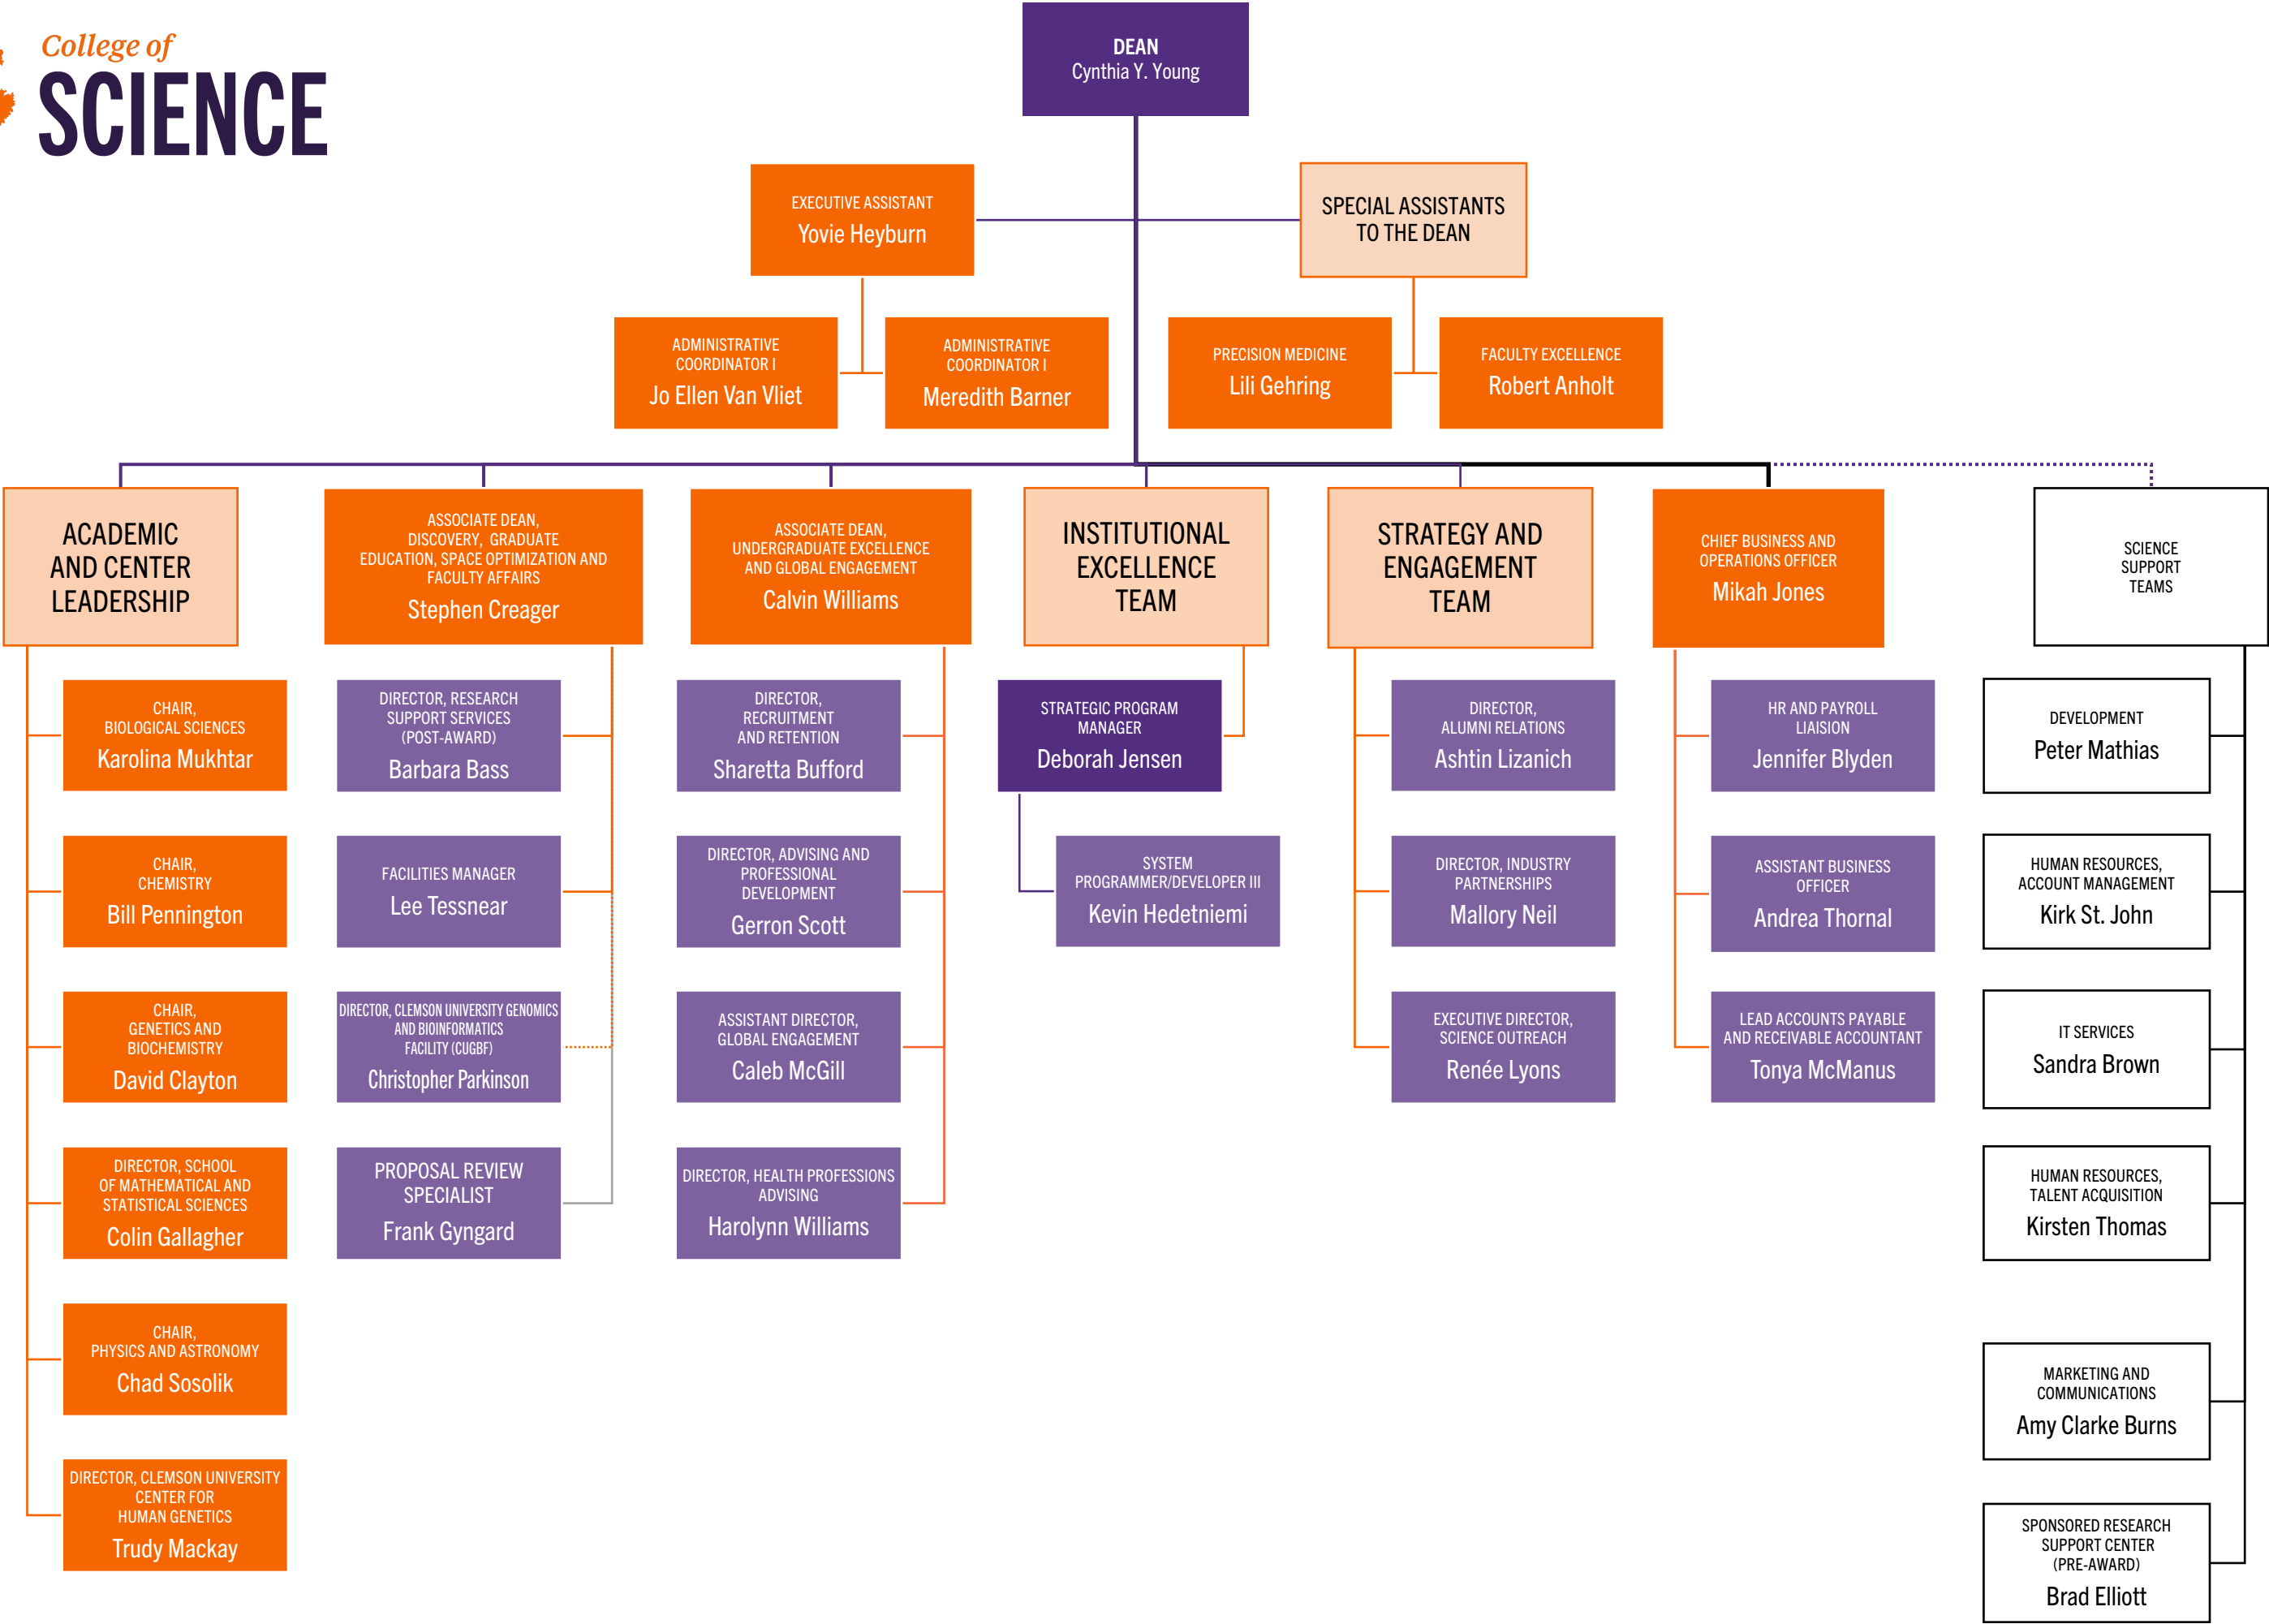 College of
SCIENCE
DEAN
Cynthia Y. Young
EXECUTIVE ASSISTANT
Yovie Heyburn
SPECIAL ASSISTANTS
TO THE DEAN
ADMINISTRATIVE
COORDINATOR I
Jo Ellen Van Vliet
ADMINISTRATIVE
COORDINATOR I
Meredith Barner
PRECISION MEDICINE
Lili Gehring
FACULTY EXCELLENCE
Robert Anholt
ACADEMIC
AND CENTER
LEADERSHIP
CHAIR,
BIOLOGICAL SCIENCES
Karolina Mukhtar
CHAIR,
CHEMISTRY
Bill Pennington
CHAIR,
GENETICS AND
BIOCHEMISTRY
David Clayton
DIRECTOR, SCHOOL
OF MATHEMATICAL AND
STATISTICAL SCIENCES
Colin Gallagher
CHAIR,
PHYSICS AND ASTRONOMY
Chad Sosolik
DIRECTOR, CLEMSON UNIVERSITY
CENTER FOR
HUMAN GENETICS
Trudy Mackay
ASSOCIATE DEAN,
DISCOVERY, GRADUATE
EDUCATION, SPACE OPTIMIZATION AND
FACULTY AFFAIRS
Stephen Creager
DIRECTOR, RESEARCH
SUPPORT SERVICES
(POST-AWARD)
Barbara Bass
FACILITIES MANAGER
Lee Tessnear
DIRECTOR, CLEMSON UNIVERSITY GENOMICS
AND BIOINFORMATICS
FACILITY (CUGBF)
Christopher Parkinson
PROPOSAL REVIEW
SPECIALIST
Frank Gyngard
ASSOCIATE DEAN,
UNDERGRADUATE EXCELLENCE
AND GLOBAL ENGAGEMENT
Calvin Williams
DIRECTOR,
RECRUITMENT
AND RETENTION
Sharetta Bufford
DIRECTOR, ADVISING AND
PROFESSIONAL
DEVELOPMENT
Gerron Scott
ASSISTANT DIRECTOR,
GLOBAL ENGAGEMENT
Caleb McGill
DIRECTOR, HEALTH PROFESSIONS
ADVISING
Harolynn Williams
INSTITUTIONAL
EXCELLENCE
TEAM
STRATEGIC PROGRAM
MANAGER
Deborah Jensen
SYSTEM
PROGRAMMER/DEVELOPER III
Kevin Hedetniemi
STRATEGY AND
ENGAGEMENT
TEAM
DIRECTOR,
ALUMNI RELATIONS
Ashtin Lizanich
DIRECTOR, INDUSTRY
PARTNERSHIPS
Mallory Neil
EXECUTIVE DIRECTOR,
SCIENCE OUTREACH
Renée Lyons
CHIEF BUSINESS AND
OPERATIONS OFFICER
Mikah Jones
HR AND PAYROLL
LIAISION
Jennifer Blyden
ASSISTANT BUSINESS
OFFICER
Andrea Thornal
LEAD ACCOUNTS PAYABLE
AND RECEIVABLE ACCOUNTANT
Tonya McManus
SCIENCE
SUPPORT
TEAMS
DEVELOPMENT
Peter Mathias
HUMAN RESOURCES,
ACCOUNT MANAGEMENT
Kirk St. John
IT SERVICES
Sandra Brown
HUMAN RESOURCES,
TALENT ACQUISITION
Kirsten Thomas
MARKETING AND
COMMUNICATIONS
Amy Clarke Burns
SPONSORED RESEARCH
SUPPORT CENTER
(PRE-AWARD)
Brad Elliott